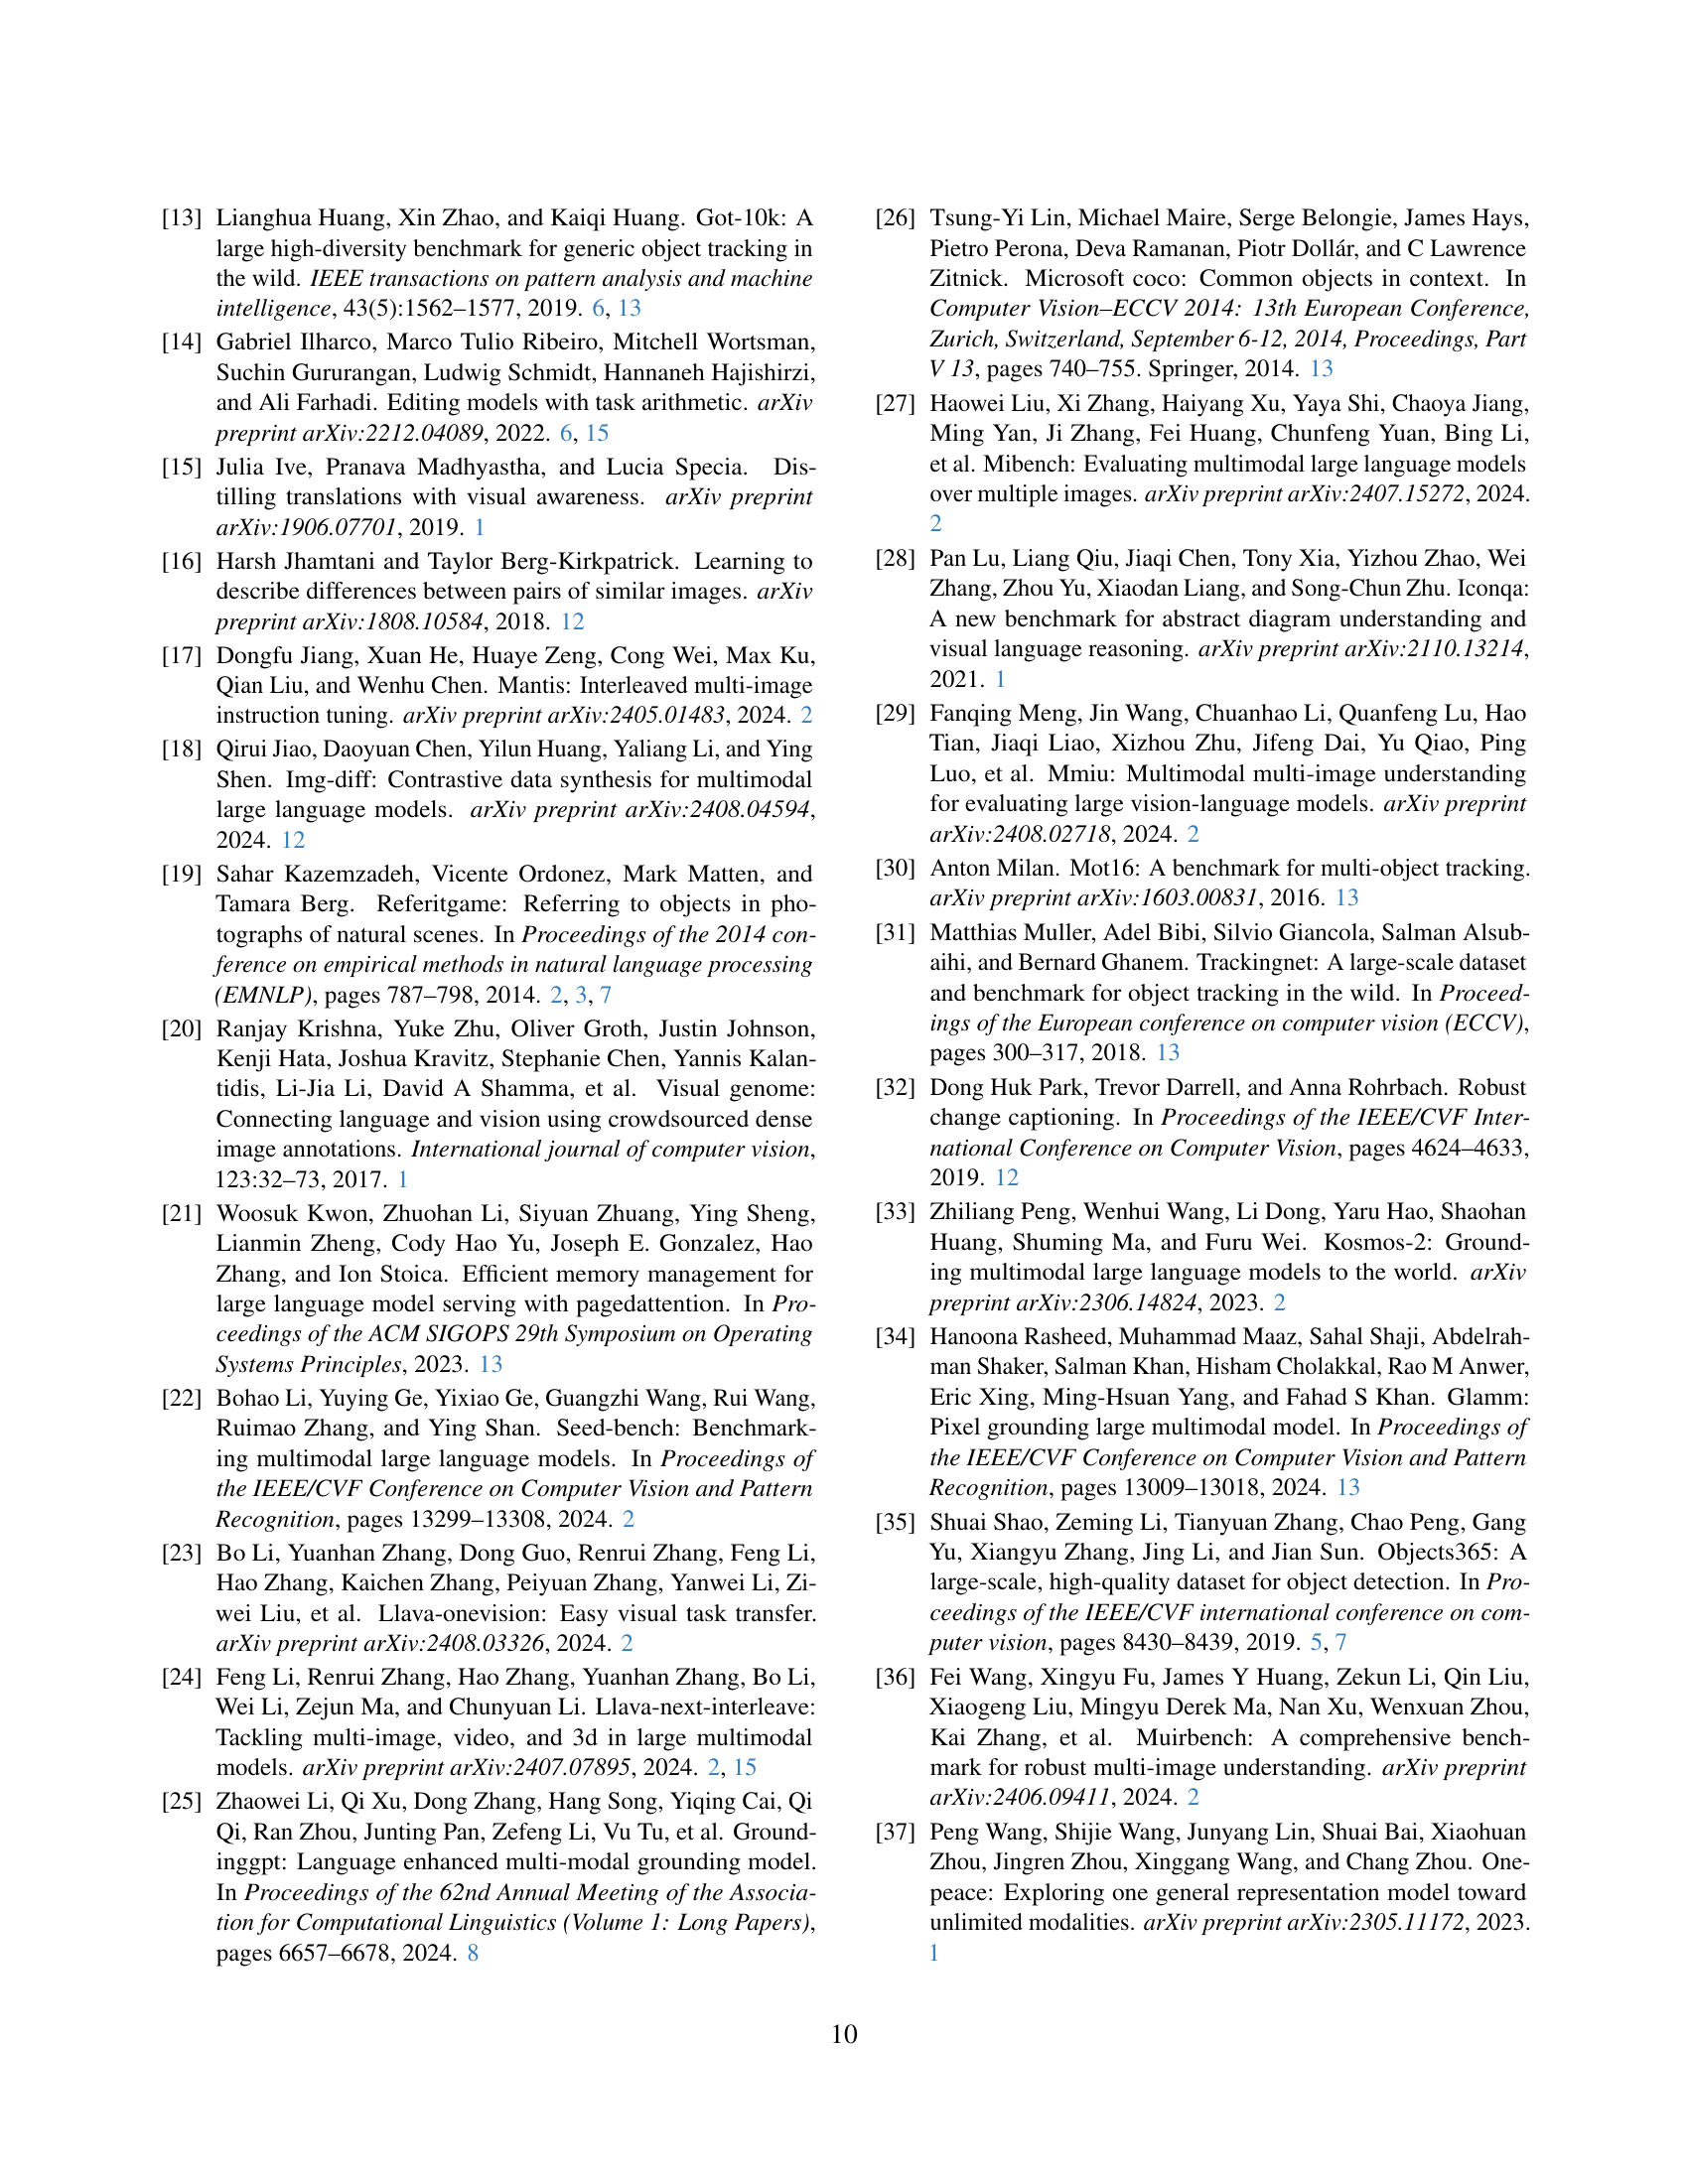 [13] Lianghua Huang, Xin Zhao, and Kaiqi Huang. Got-10k: A
large high-diversity benchmark for generic object tracking in
the wild. IEEE transactions on pattern analysis and machine
intelligence, 43(5):1562–1577, 2019. 6, 13
[14] Gabriel Ilharco, Marco Tulio Ribeiro, Mitchell Wortsman,
Suchin Gururangan, Ludwig Schmidt, Hannaneh Hajishirzi,
and Ali Farhadi. Editing models with task arithmetic. arXiv
preprint arXiv:2212.04089, 2022. 6, 15
[15] Julia Ive, Pranava Madhyastha, and Lucia Specia. Dis-
tilling translations with visual awareness. arXiv preprint
arXiv:1906.07701, 2019. 1
[16] Harsh Jhamtani and Taylor Berg-Kirkpatrick. Learning to
describe differences between pairs of similar images. arXiv
preprint arXiv:1808.10584, 2018. 12
[17] Dongfu Jiang, Xuan He, Huaye Zeng, Cong Wei, Max Ku,
Qian Liu, and Wenhu Chen. Mantis: Interleaved multi-image
instruction tuning. arXiv preprint arXiv:2405.01483, 2024. 2
[18] Qirui Jiao, Daoyuan Chen, Yilun Huang, Yaliang Li, and Ying
Shen. Img-diff: Contrastive data synthesis for multimodal
large language models. arXiv preprint arXiv:2408.04594,
2024. 12
[19] Sahar Kazemzadeh, Vicente Ordonez, Mark Matten, and
Tamara Berg. Referitgame: Referring to objects in pho-
tographs of natural scenes. In Proceedings of the 2014 con-
ference on empirical methods in natural language processing
(EMNLP), pages 787–798, 2014. 2, 3, 7
[20] Ranjay Krishna, Yuke Zhu, Oliver Groth, Justin Johnson,
Kenji Hata, Joshua Kravitz, Stephanie Chen, Yannis Kalan-
tidis, Li-Jia Li, David A Shamma, et al. Visual genome:
Connecting language and vision using crowdsourced dense
image annotations. International journal of computer vision,
123:32–73, 2017. 1
[21] Woosuk Kwon, Zhuohan Li, Siyuan Zhuang, Ying Sheng,
Lianmin Zheng, Cody Hao Yu, Joseph E. Gonzalez, Hao
Zhang, and Ion Stoica. Efficient memory management for
large language model serving with pagedattention. In Pro-
ceedings of the ACM SIGOPS 29th Symposium on Operating
Systems Principles, 2023. 13
[22] Bohao Li, Yuying Ge, Yixiao Ge, Guangzhi Wang, Rui Wang,
Ruimao Zhang, and Ying Shan. Seed-bench: Benchmark-
ing multimodal large language models. In Proceedings of
the IEEE/CVF Conference on Computer Vision and Pattern
Recognition, pages 13299–13308, 2024. 2
[23] Bo Li, Yuanhan Zhang, Dong Guo, Renrui Zhang, Feng Li,
Hao Zhang, Kaichen Zhang, Peiyuan Zhang, Yanwei Li, Zi-
wei Liu, et al. Llava-onevision: Easy visual task transfer.
arXiv preprint arXiv:2408.03326, 2024. 2
[24] Feng Li, Renrui Zhang, Hao Zhang, Yuanhan Zhang, Bo Li,
Wei Li, Zejun Ma, and Chunyuan Li. Llava-next-interleave:
Tackling multi-image, video, and 3d in large multimodal
models. arXiv preprint arXiv:2407.07895, 2024. 2, 15
[25] Zhaowei Li, Qi Xu, Dong Zhang, Hang Song, Yiqing Cai, Qi
Qi, Ran Zhou, Junting Pan, Zefeng Li, Vu Tu, et al. Ground-
inggpt: Language enhanced multi-modal grounding model.
In Proceedings of the 62nd Annual Meeting of the Associa-
tion for Computational Linguistics (Volume 1: Long Papers),
pages 6657–6678, 2024. 8
[26] Tsung-Yi Lin, Michael Maire, Serge Belongie, James Hays,
Pietro Perona, Deva Ramanan, Piotr Dollár, and C Lawrence
Zitnick. Microsoft coco: Common objects in context. In
Computer Vision–ECCV 2014: 13th European Conference,
Zurich, Switzerland, September 6-12, 2014, Proceedings, Part
V 13, pages 740–755. Springer, 2014. 13
[27] Haowei Liu, Xi Zhang, Haiyang Xu, Yaya Shi, Chaoya Jiang,
Ming Yan, Ji Zhang, Fei Huang, Chunfeng Yuan, Bing Li,
et al. Mibench: Evaluating multimodal large language models
over multiple images. arXiv preprint arXiv:2407.15272, 2024.
2
[28] Pan Lu, Liang Qiu, Jiaqi Chen, Tony Xia, Yizhou Zhao, Wei
Zhang, Zhou Yu, Xiaodan Liang, and Song-Chun Zhu. Iconqa:
A new benchmark for abstract diagram understanding and
visual language reasoning. arXiv preprint arXiv:2110.13214,
2021. 1
[29] Fanqing Meng, Jin Wang, Chuanhao Li, Quanfeng Lu, Hao
Tian, Jiaqi Liao, Xizhou Zhu, Jifeng Dai, Yu Qiao, Ping
Luo, et al. Mmiu: Multimodal multi-image understanding
for evaluating large vision-language models. arXiv preprint
arXiv:2408.02718, 2024. 2
[30] Anton Milan. Mot16: A benchmark for multi-object tracking.
arXiv preprint arXiv:1603.00831, 2016. 13
[31] Matthias Muller, Adel Bibi, Silvio Giancola, Salman Alsub-
aihi, and Bernard Ghanem. Trackingnet: A large-scale dataset
and benchmark for object tracking in the wild. In Proceed-
ings of the European conference on computer vision (ECCV),
pages 300–317, 2018. 13
[32] Dong Huk Park, Trevor Darrell, and Anna Rohrbach. Robust
change captioning. In Proceedings of the IEEE/CVF Inter-
national Conference on Computer Vision, pages 4624–4633,
2019. 12
[33] Zhiliang Peng, Wenhui Wang, Li Dong, Yaru Hao, Shaohan
Huang, Shuming Ma, and Furu Wei. Kosmos-2: Ground-
ing multimodal large language models to the world. arXiv
preprint arXiv:2306.14824, 2023. 2
[34] Hanoona Rasheed, Muhammad Maaz, Sahal Shaji, Abdelrah-
man Shaker, Salman Khan, Hisham Cholakkal, Rao M Anwer,
Eric Xing, Ming-Hsuan Yang, and Fahad S Khan. Glamm:
Pixel grounding large multimodal model. In Proceedings of
the IEEE/CVF Conference on Computer Vision and Pattern
Recognition, pages 13009–13018, 2024. 13
[35] Shuai Shao, Zeming Li, Tianyuan Zhang, Chao Peng, Gang
Yu, Xiangyu Zhang, Jing Li, and Jian Sun. Objects365: A
large-scale, high-quality dataset for object detection. In Pro-
ceedings of the IEEE/CVF international conference on com-
puter vision, pages 8430–8439, 2019. 5, 7
[36] Fei Wang, Xingyu Fu, James Y Huang, Zekun Li, Qin Liu,
Xiaogeng Liu, Mingyu Derek Ma, Nan Xu, Wenxuan Zhou,
Kai Zhang, et al. Muirbench: A comprehensive bench-
mark for robust multi-image understanding. arXiv preprint
arXiv:2406.09411, 2024. 2
[37] Peng Wang, Shijie Wang, Junyang Lin, Shuai Bai, Xiaohuan
Zhou, Jingren Zhou, Xinggang Wang, and Chang Zhou. One-
peace: Exploring one general representation model toward
unlimited modalities. arXiv preprint arXiv:2305.11172, 2023.
1
10